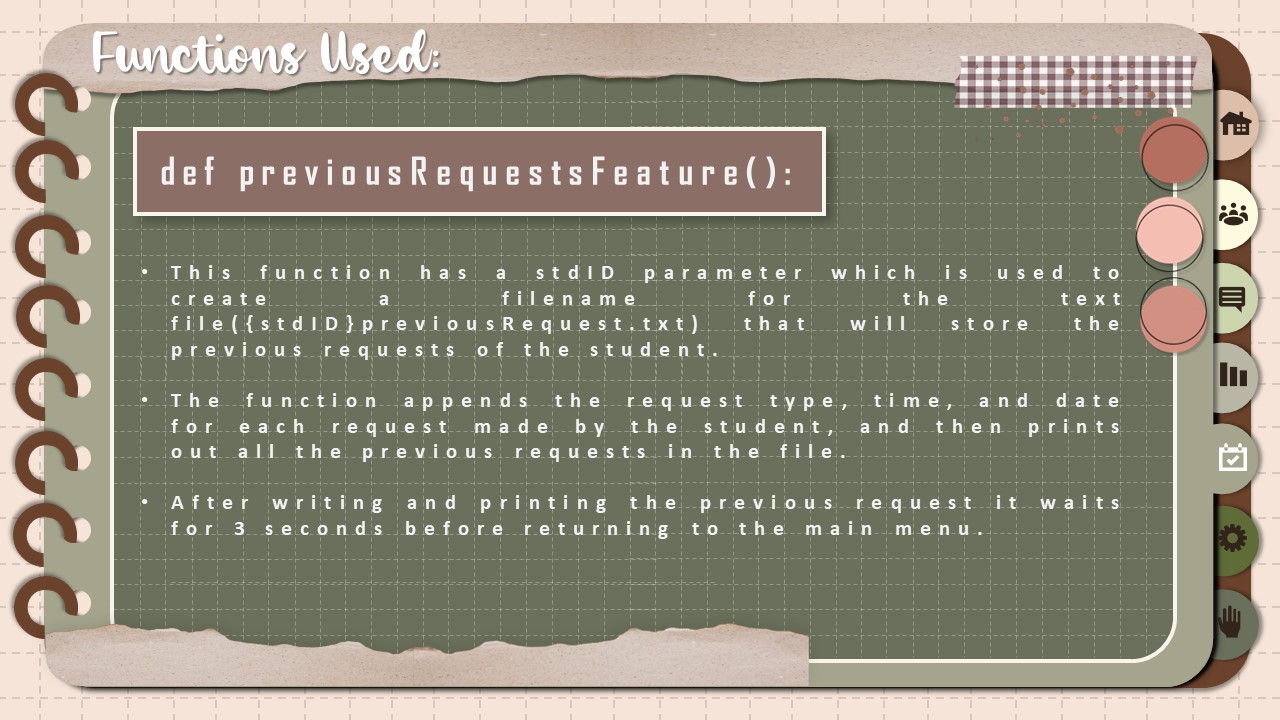 Functions Used:
def previousRequestsFeature():
• This function has a stdID parameter which is used to
create a filename for the text
file({stdID}previousRequest.txt) that will store the
previous requests of the student.
• The function appends the request type, time, and date
for each request made by the student, and then prints
out all the previous requests in the file.
• After writing and printing the previous request it waits
for 3 seconds before returning to the main menu.